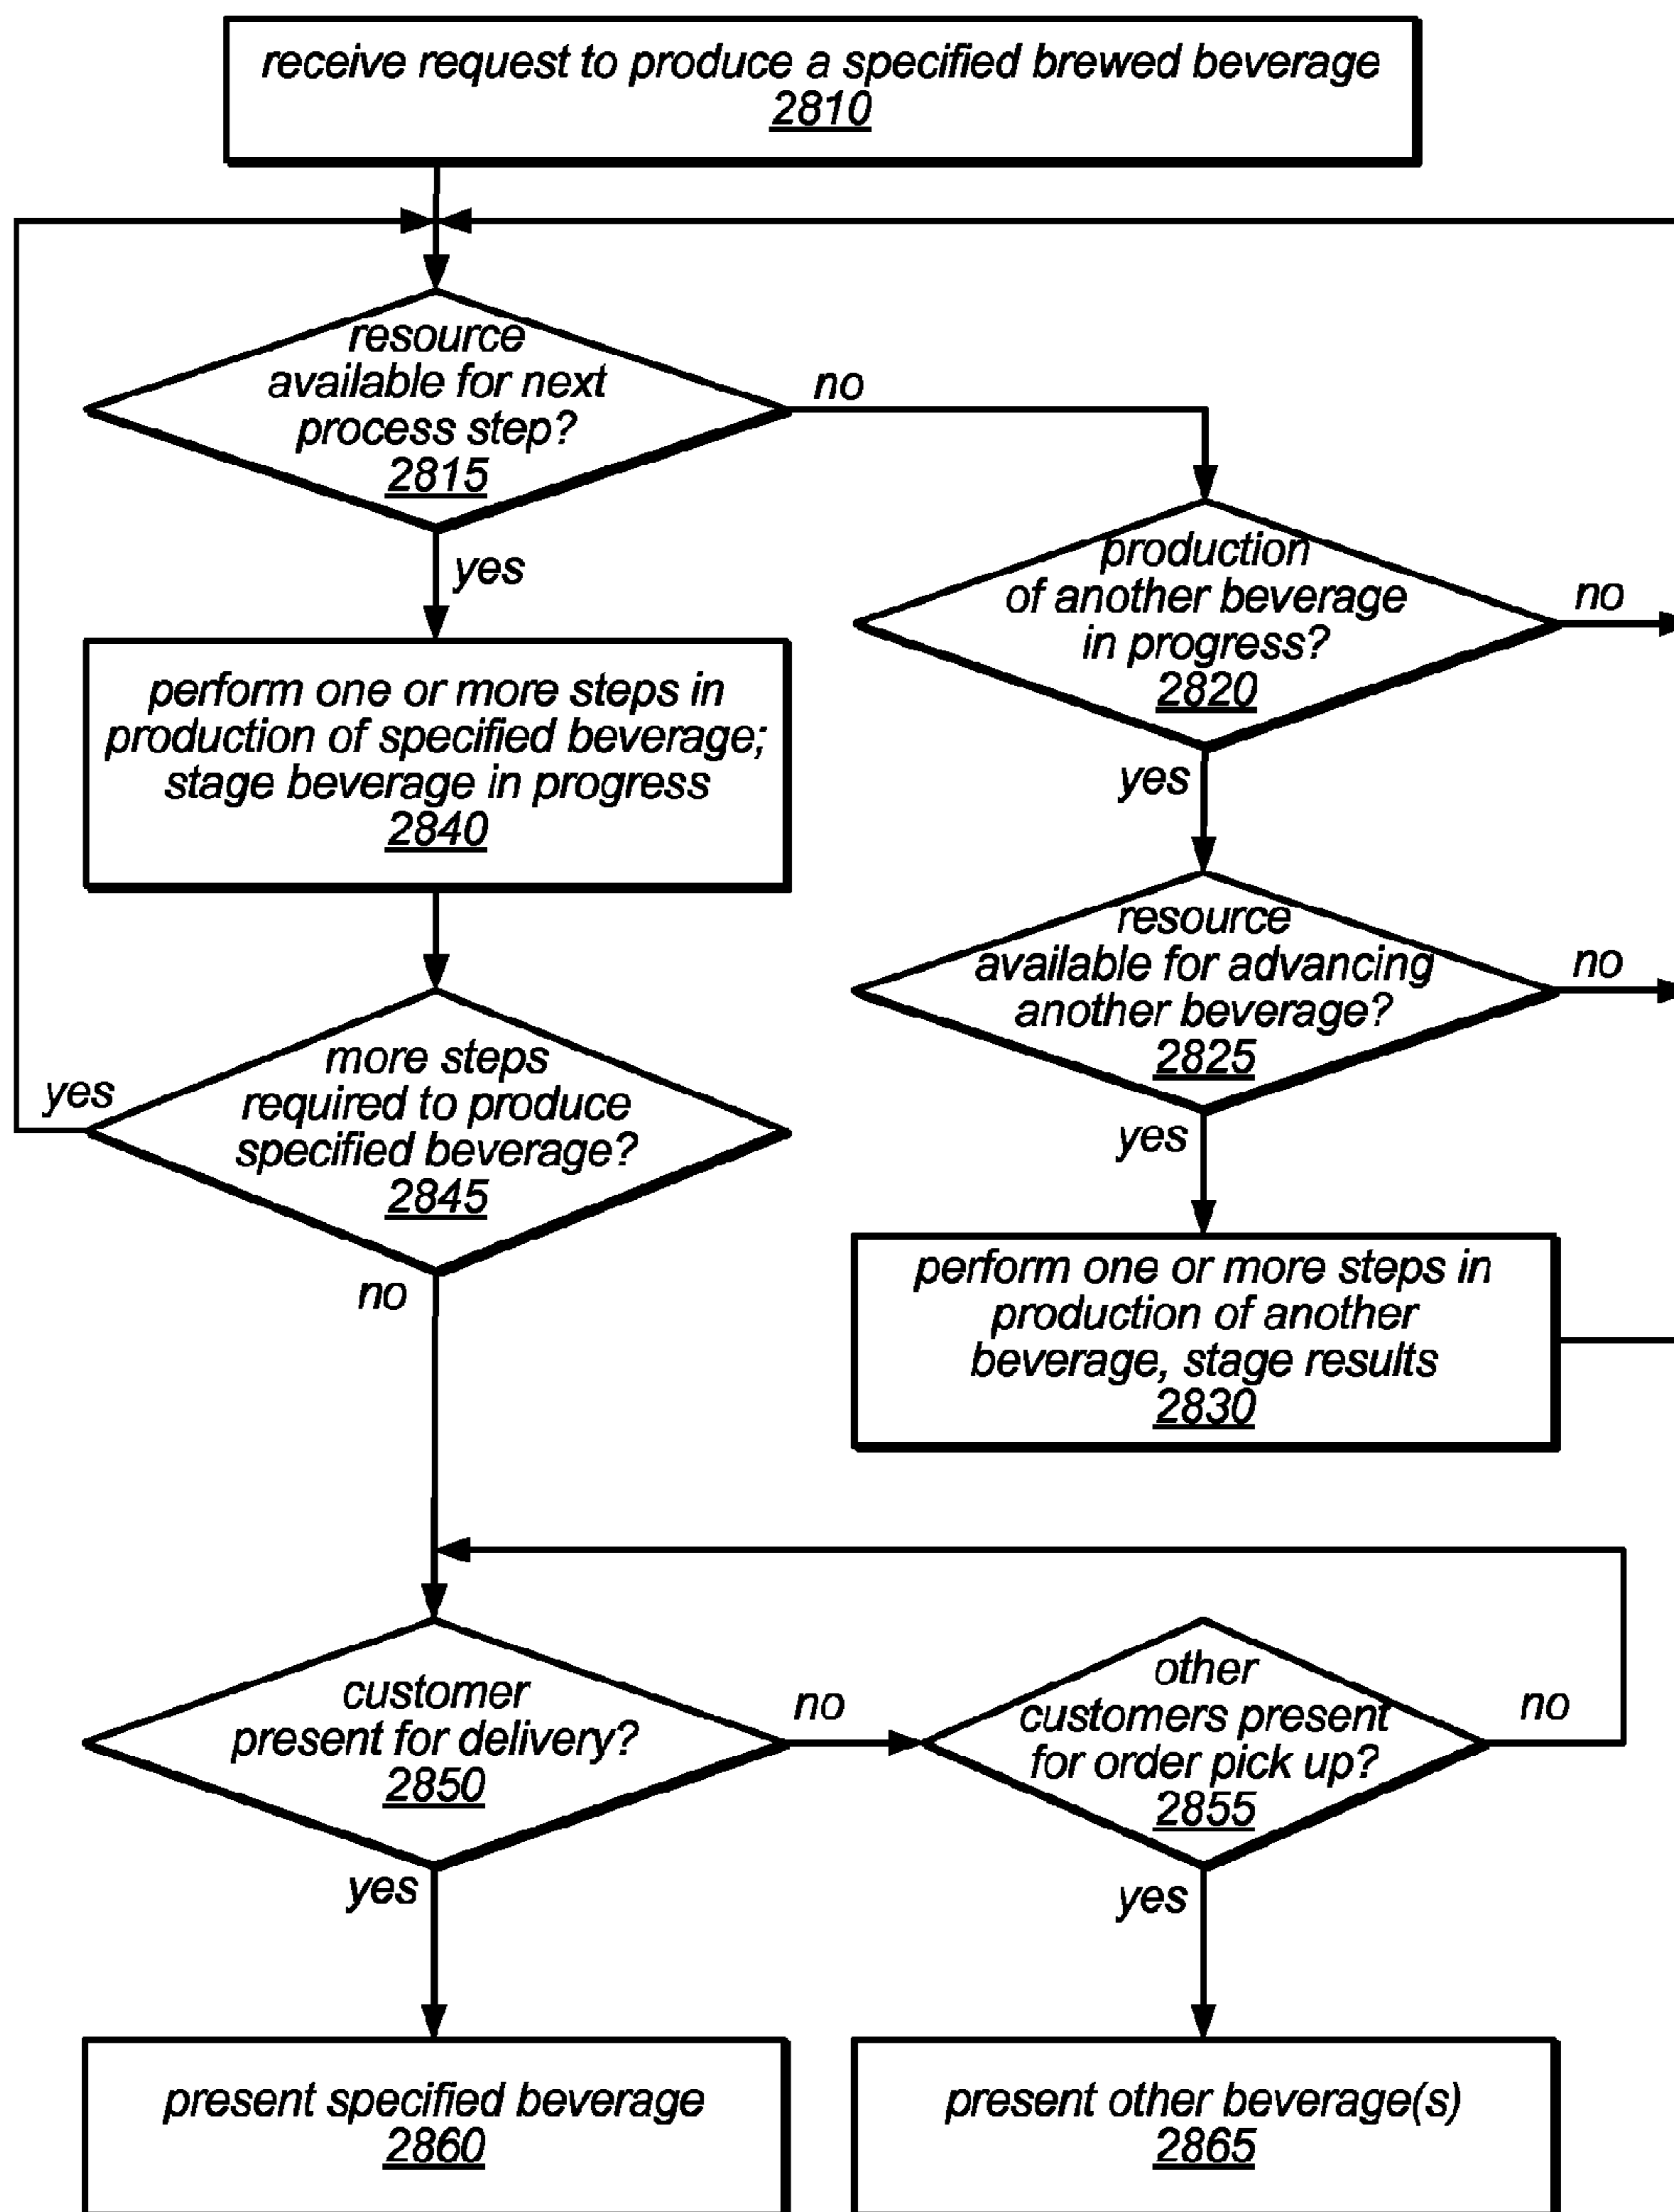 receive request to produce a specified brewed beverage
2810
resource
available for next
process step?
2815
no
yes
production
of another beverage
in progress?
2820
no
yes
perform one or more steps in
production of specified beverage;
stage beverage in progress
2840
resource
available for advancing
another beverage?
2825
no
yes
more steps
required to produce
specified beverage?
2845
yes
no
perform one or more steps in
production of another
beverage, stage results
2830
customer
present for delivery?
2850
no
yes
other
customers present
for order pick up?
2855
no
yes
present specified beverage
2860
present other beverage(s)
2865